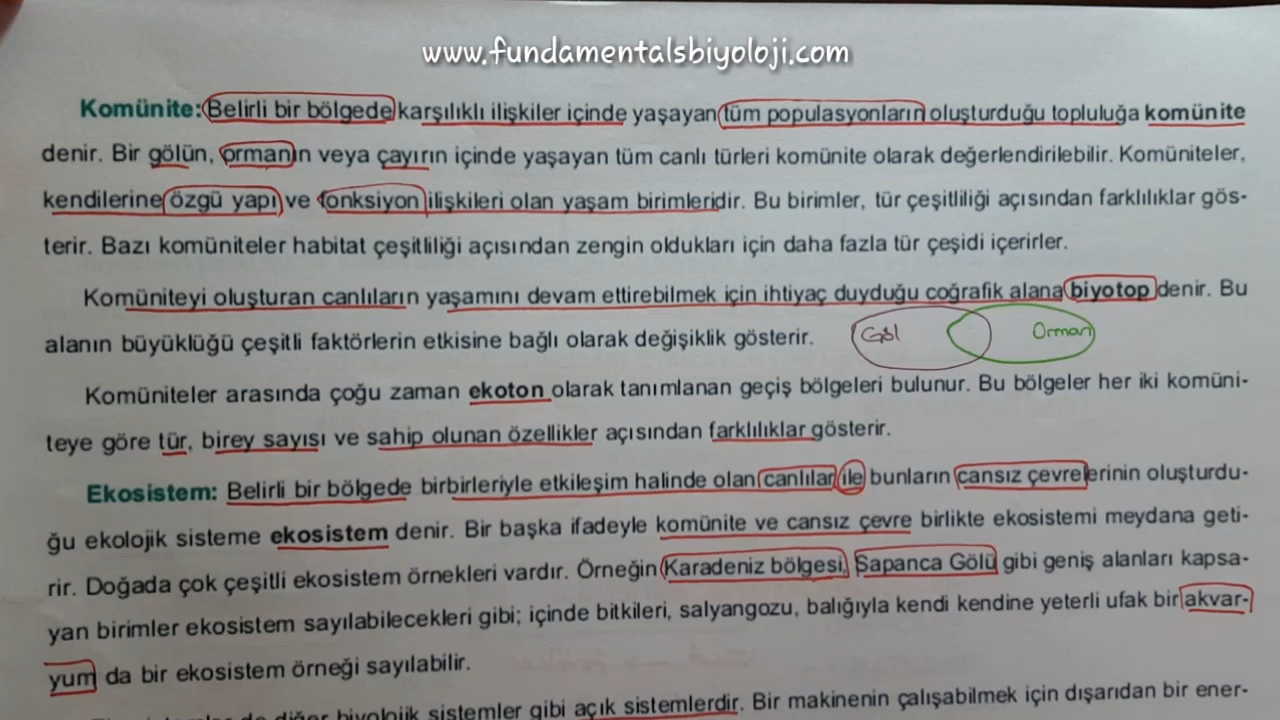 www.fundamentalsbiyoloji.com
Komünite: Belirli bir bölgede karşılıklı ilişkiler içinde yaşayan tüm populasyonların oluşturduğu topluluğa komünite
denir. Bir gölün, ormanın veya çayırın içinde yaşayan tüm canlı türleri komünite olarak değerlendirilebilir. Komüniteler,
kendilerine özgü yapı ve fonksiyon ilişkileri olan yaşam birimleridir. Bu birimler, tür çeşitliliği açısından farklılıklar gös-
terir. Bazı komüniteler habitat çeşitliliği açısından zengin oldukları için daha fazla tür çeşidi içerirler.
Komüniteyi oluşturan canlıların yaşamını devam ettirebilmek için ihtiyaç duyduğu coğrafik alana biyotop denir. Bu
alanın büyüklüğü çeşitli faktörlerin etkisine bağlı olarak değişiklik gösterir.
Göl Orman
Komüniteler arasında çoğu zaman ekoton olarak tanımlanan geçiş bölgeleri bulunur. Bu bölgeler her iki komüni-
teye göre tür, birey sayısı ve sahip olunan özellikler açısından farklılıklar gösterir.
Ekosistem: Belirli bir bölgede birbirleriyle etkileşim halinde olan canlılar ile bunların cansız çevrelerinin oluşturdu-
ğu ekolojik sisteme ekosistem denir. Bir başka ifadeyle komünite ve cansız çevre birlikte ekosistemi meydana geti-
rir. Doğada çok çeşitli ekosistem örnekleri vardır. Örneğin Karadeniz bölgesi, Sapanca Gölü gibi geniş alanları kapsa-
yan birimler ekosistem sayılabilecekleri gibi; içinde bitkileri, salyangozu, balığıyla kendi kendine yeterli ufak bir akvar-
yum da bir ekosistem örneği sayılabilir.
de diğer biyolojik sistemler gibi açık sistemlerdir. Bir makinenin çalışabilmek için dışarıdan bir ener-